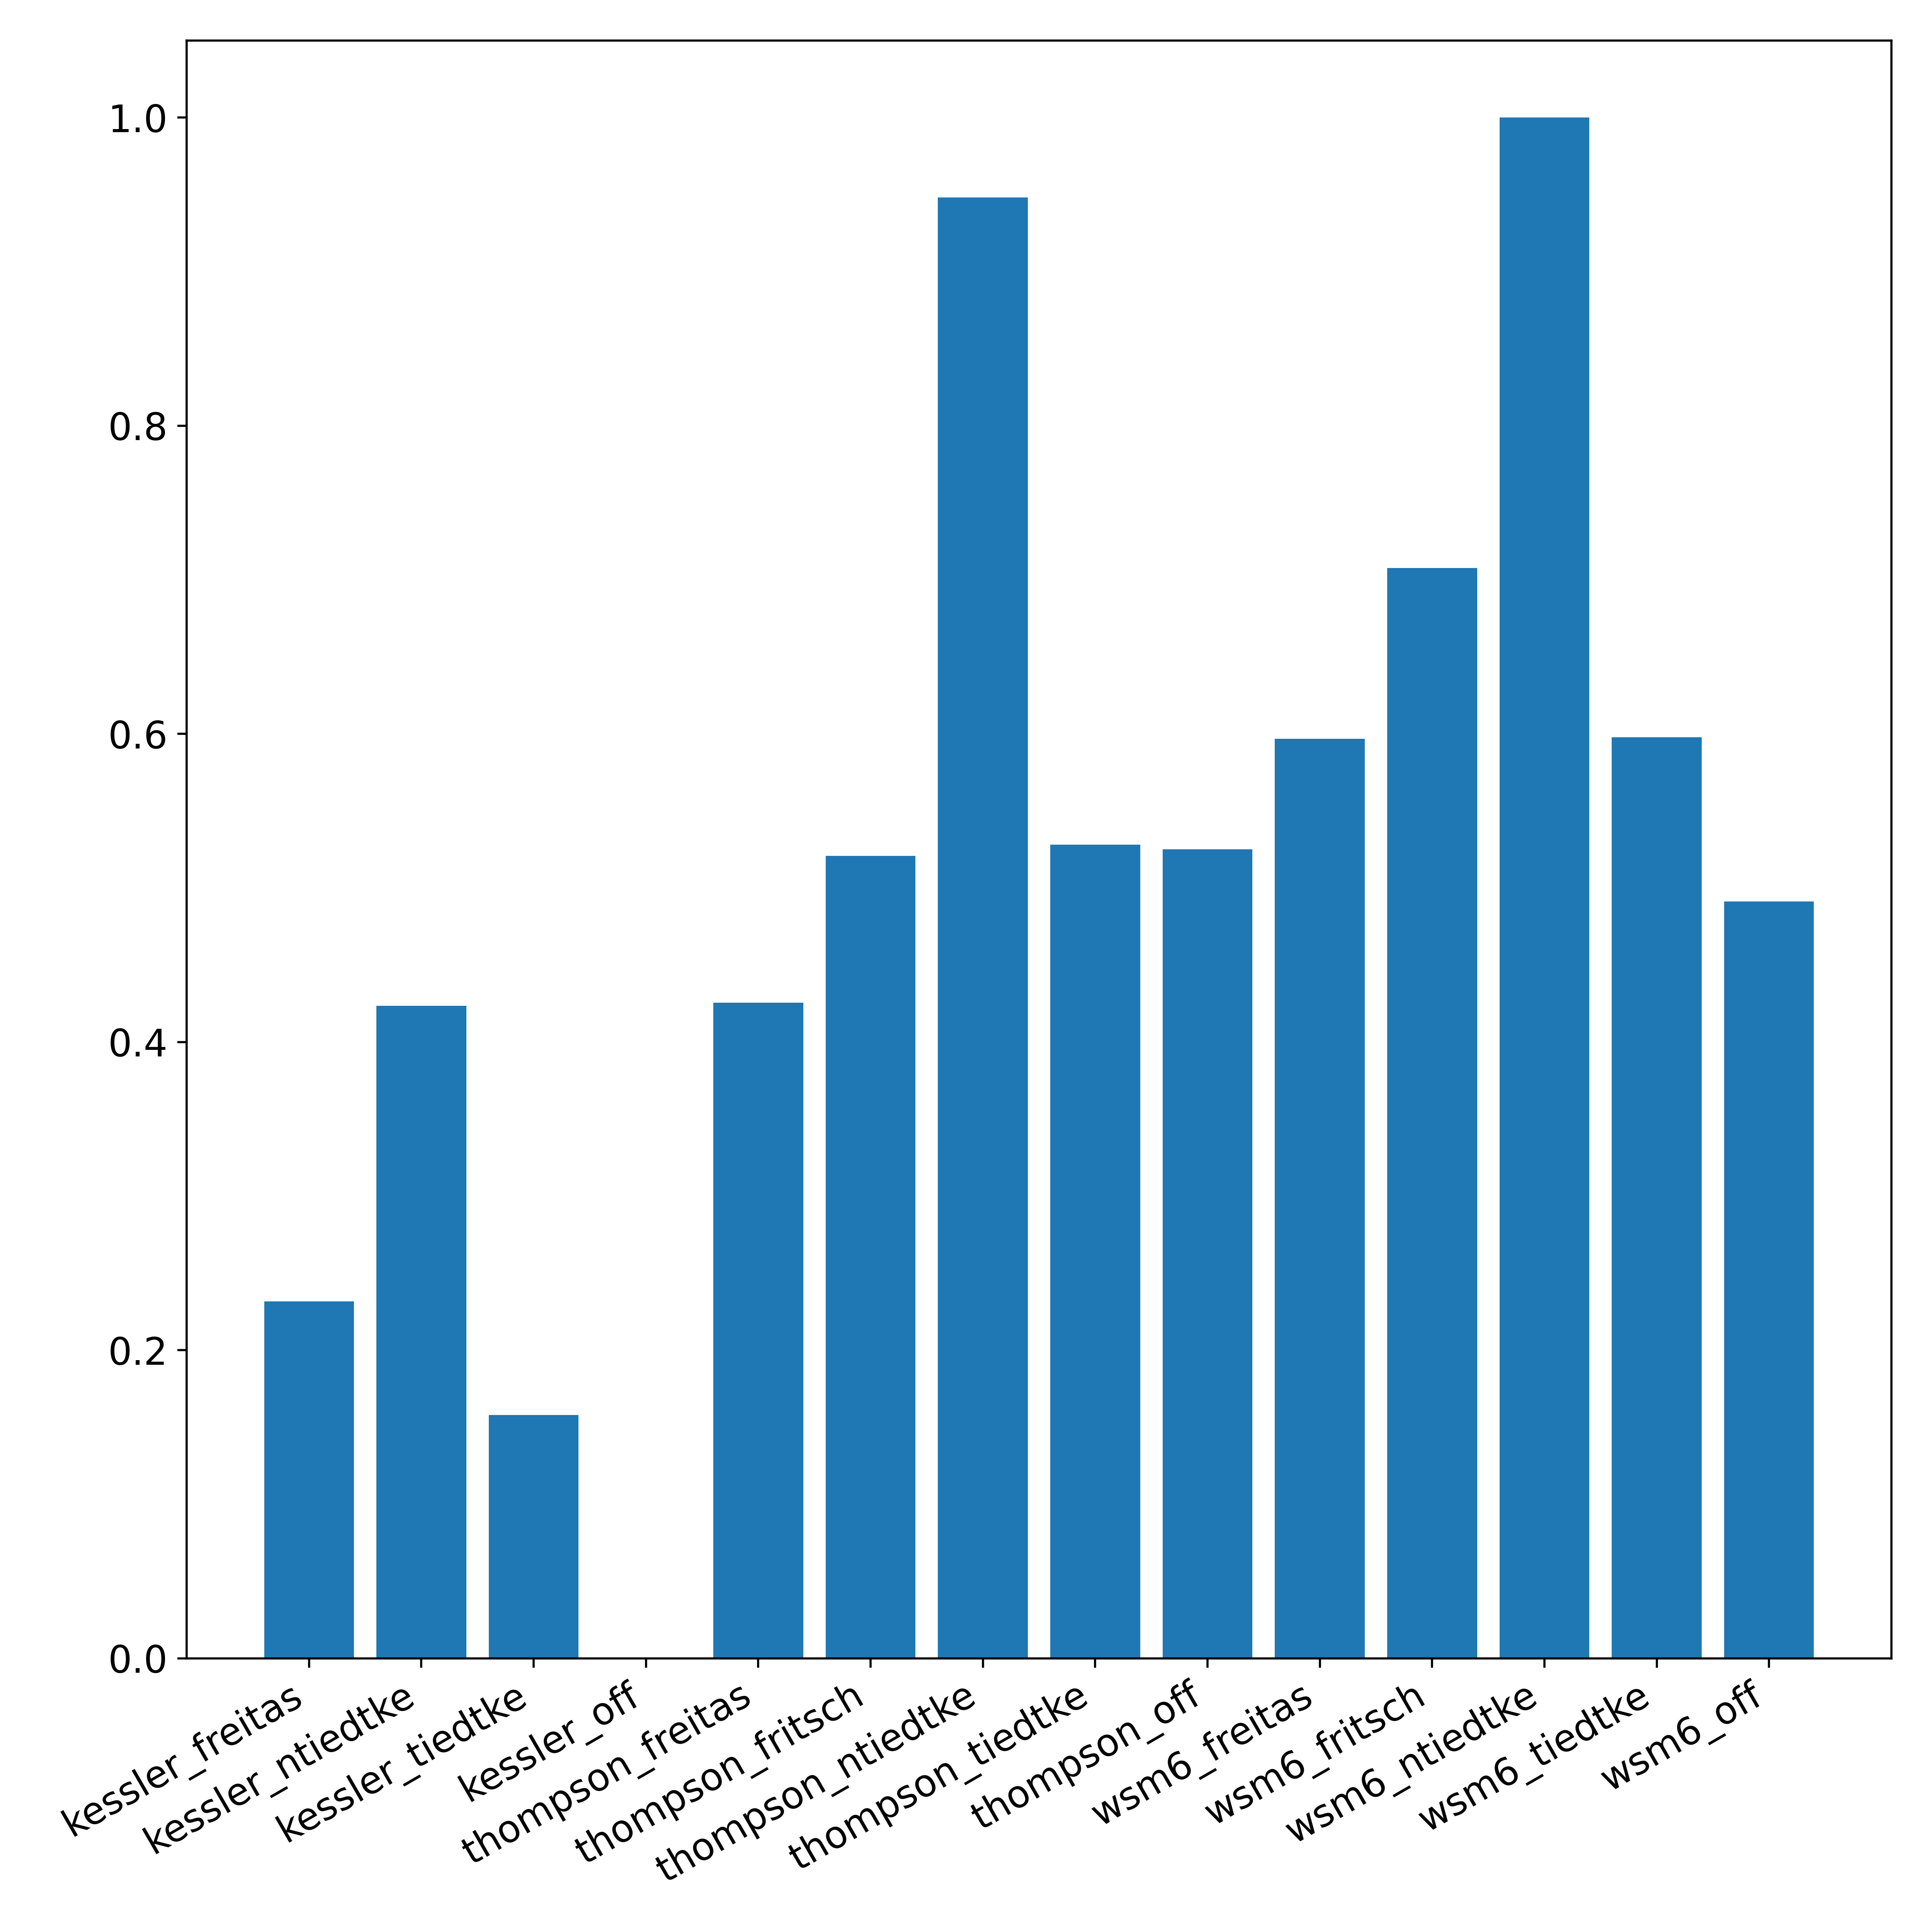 1.0
0.8
0.6
0.4
0.2
0.0
kessler_freitas
kessler_ntiedtke
kessler_tiedtke
kessler_off
thompson_freitas
thompson_fritsch
thompson_ntiedtke
thompson_tiedtke
thompson_off
wsm6_freitas
wsm6_fritsch
wsm6_ntiedtke
wsm6_tiedtke
wsm6_off